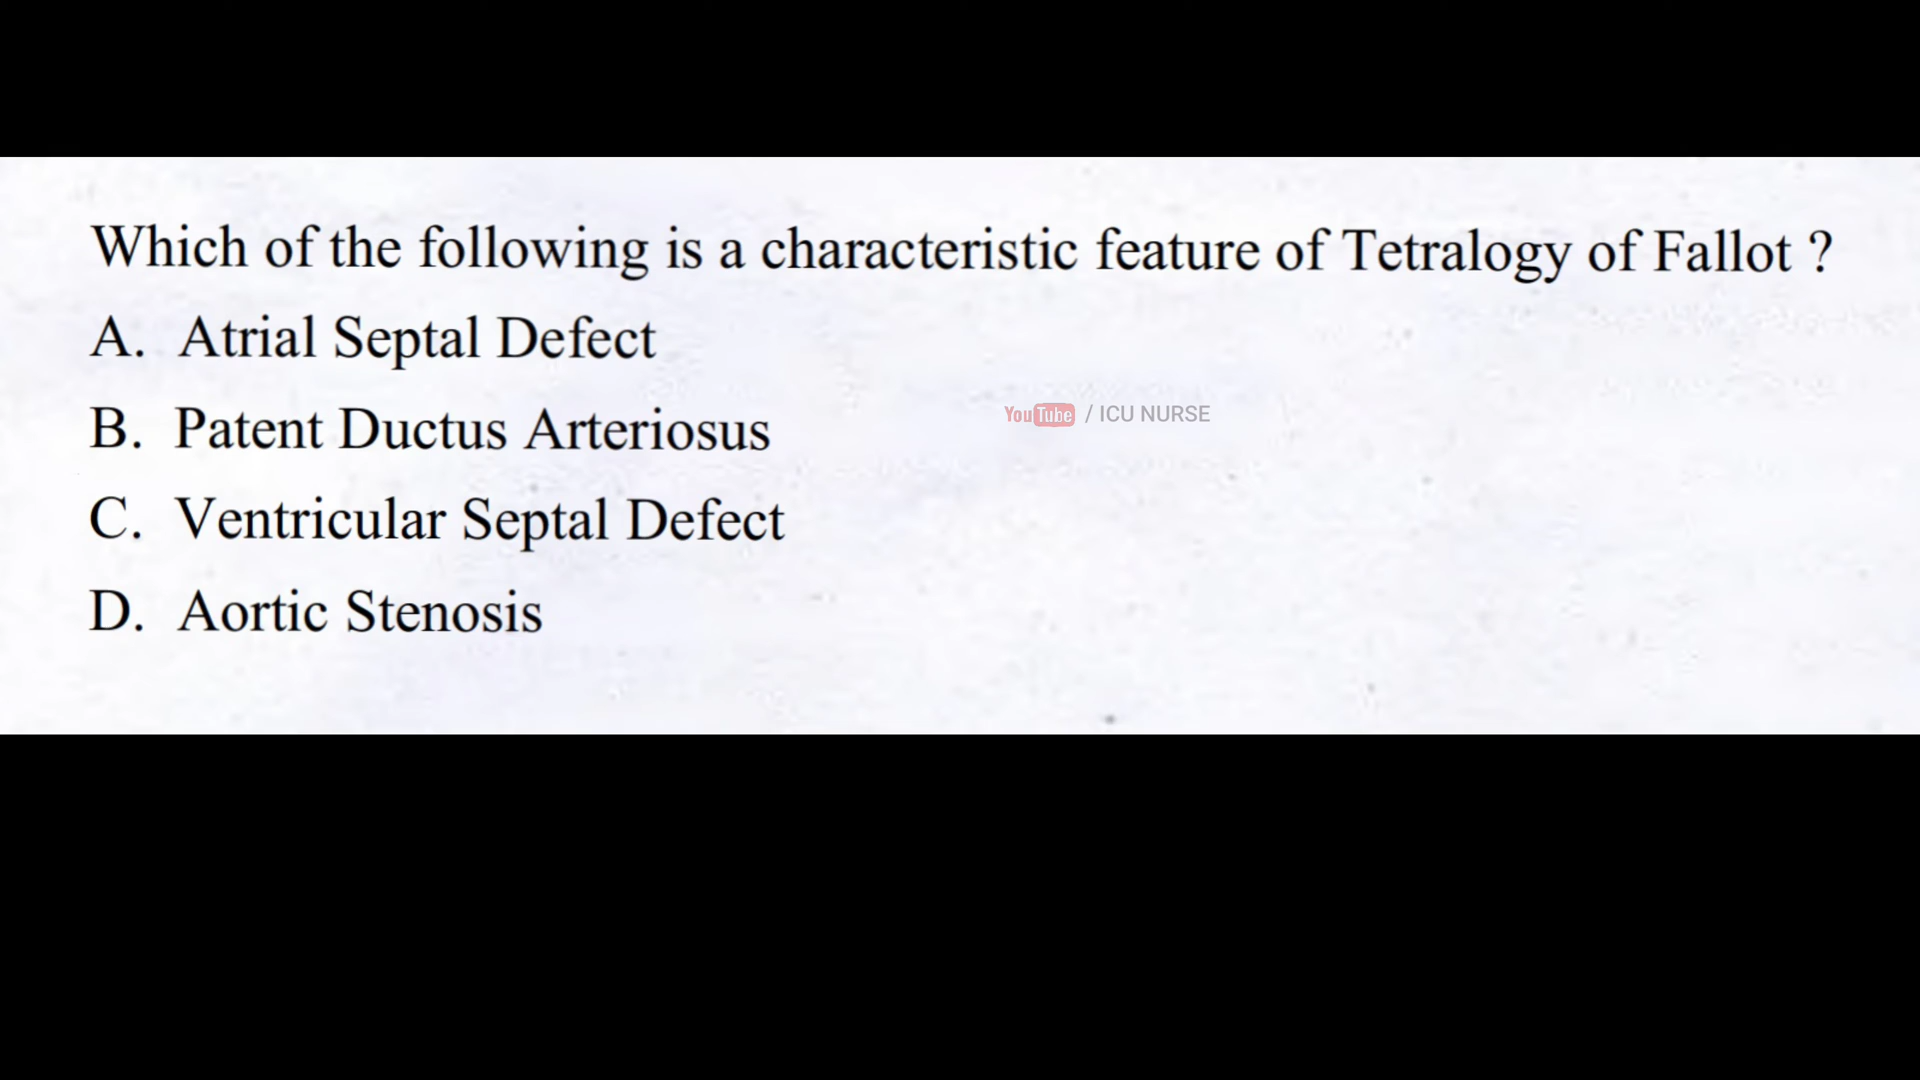 Which of the following is a characteristic feature of Tetralogy of Fallot ?
A. Atrial Septal Defect
B. Patent Ductus Arteriosus
YouTube / ICU NURSE
C. Ventricular Septal Defect
D. Aortic Stenosis